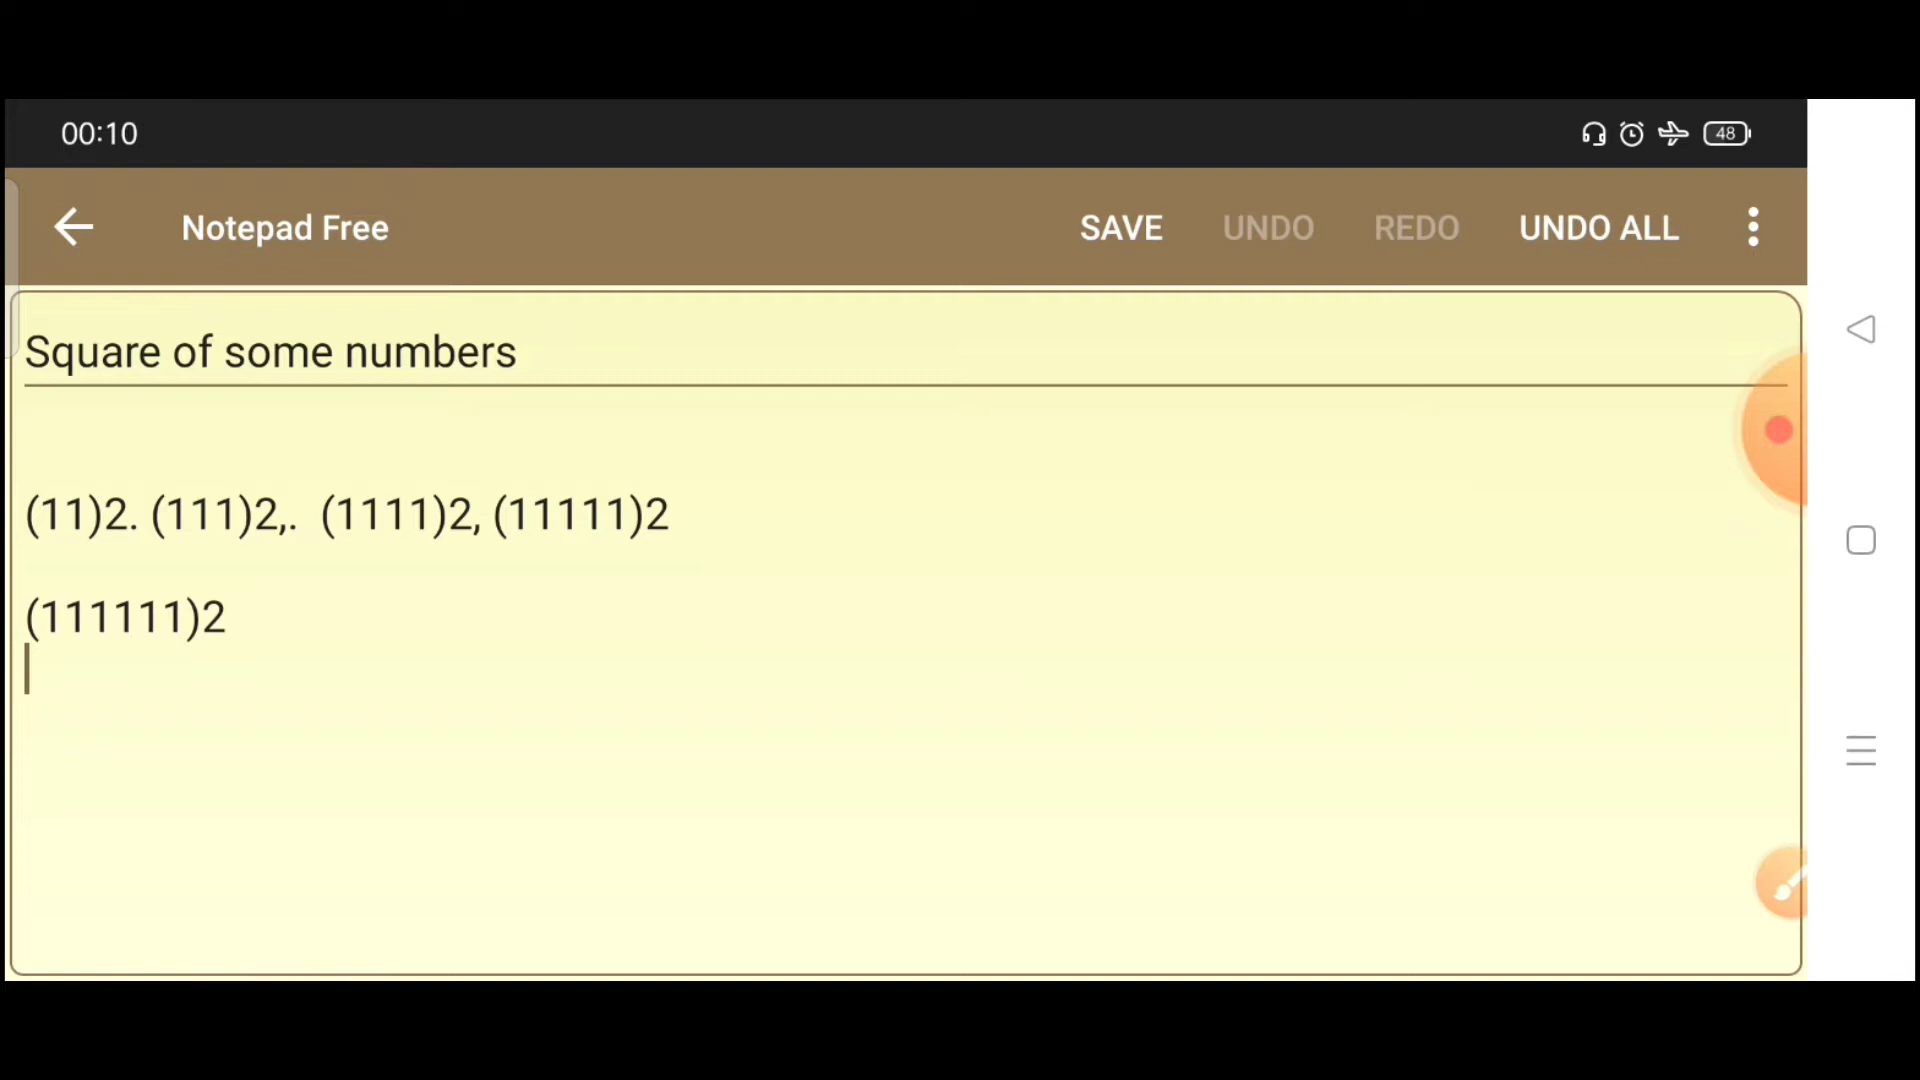 00:10 48
Notepad Free SAVE UNDO REDO UNDO ALL
Square of some numbers
(11)2. (111)2,.  (1111)2, (11111)2
(111111)2